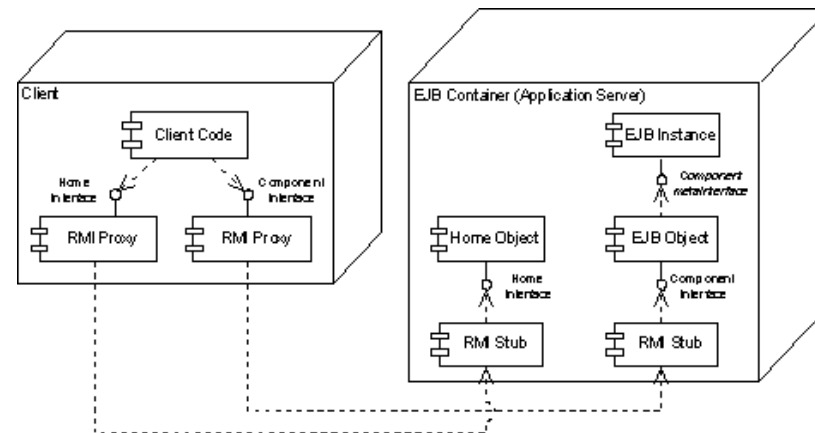 Client
EJB Container (Application Server)
Client Code
EJB Instance
Home
Interface
Component
Interface
Component
metaInterface
RMI Proxy
RMI Proxy
Home Object
EJB Object
Home
Interface
Component
Interface
RMI Stub
RMI Stub